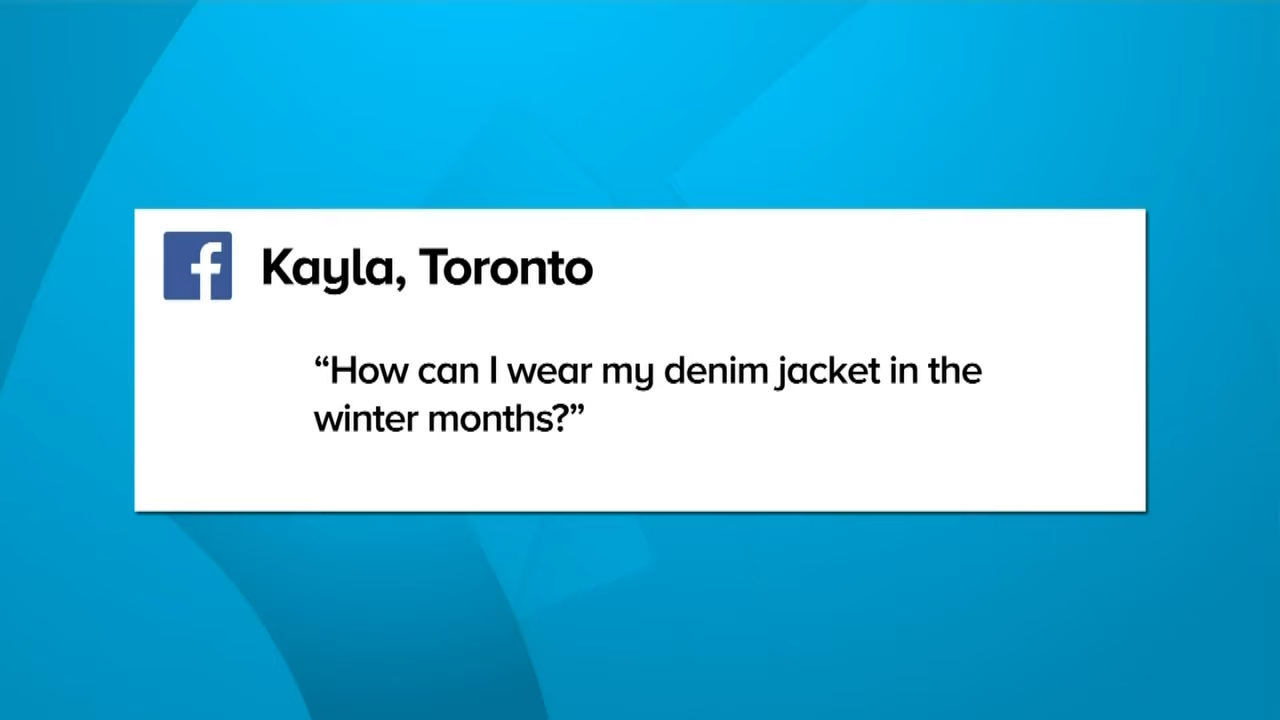 Kayla, Toronto
“How can I wear my denim jacket in the
winter months?”